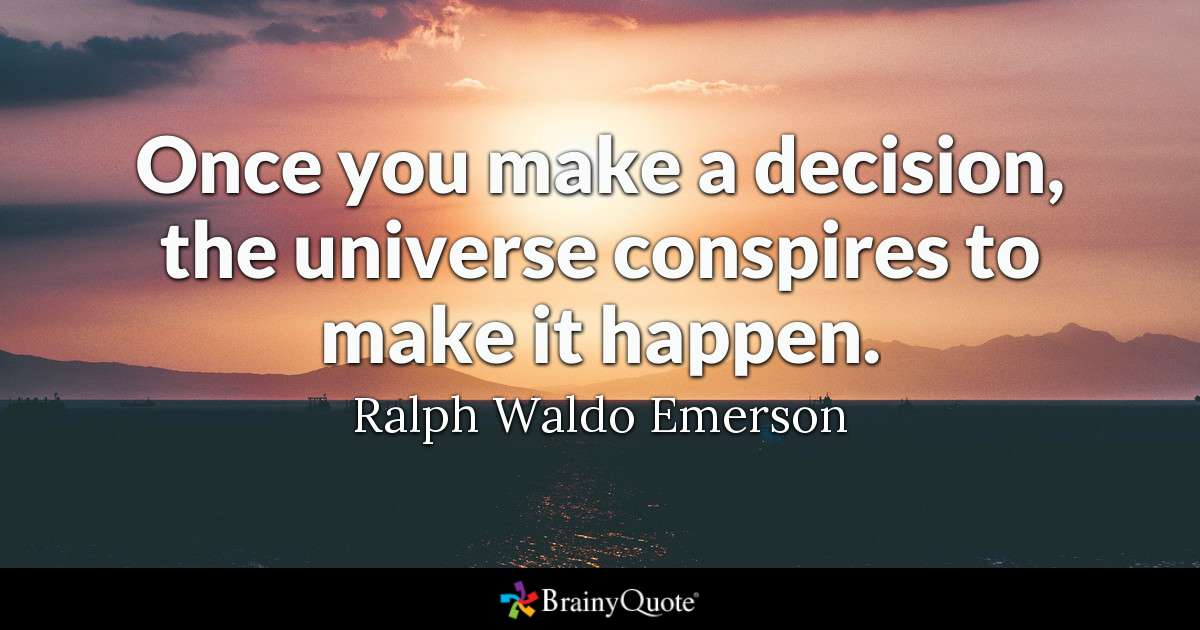 Once you make a decision,
the universe conspires to
make it happen.
Ralph Waldo Emerson
BrainyQuote®